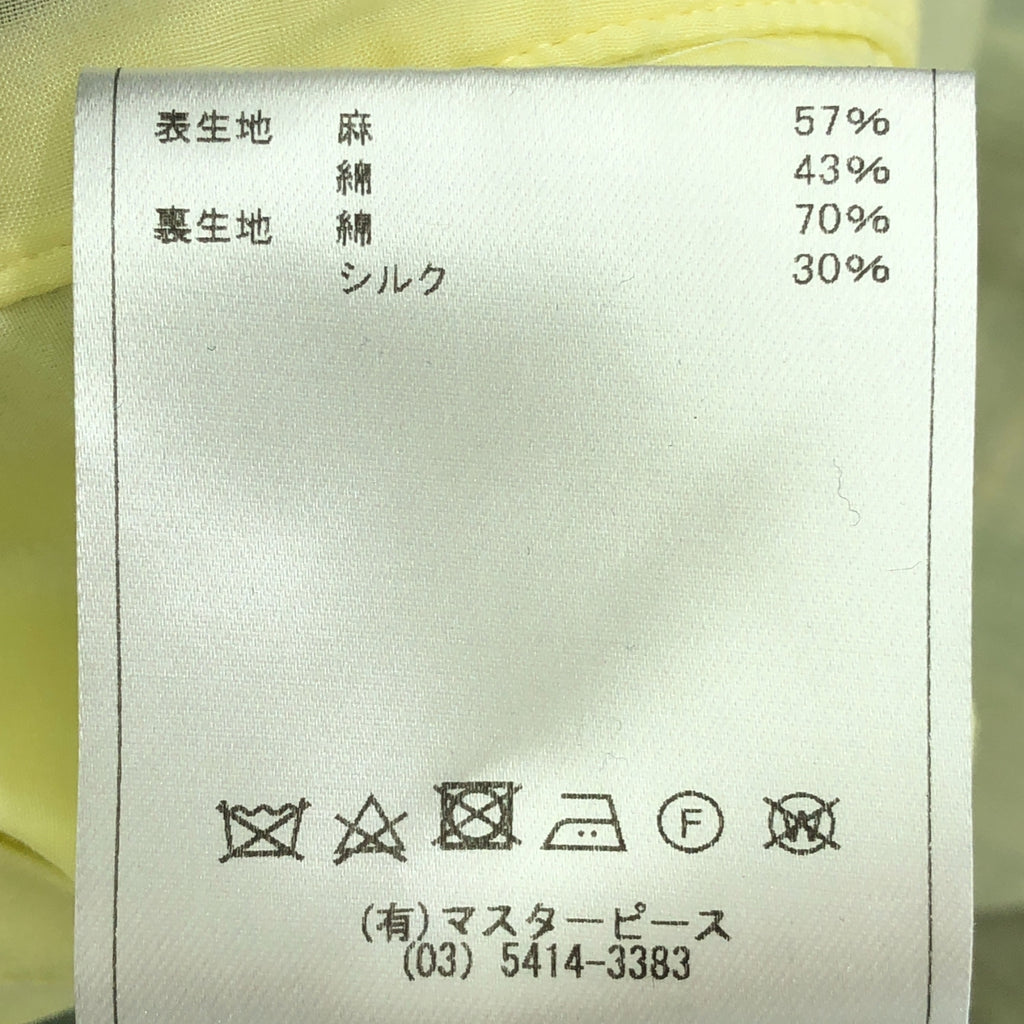 表生地 麻 57%
綿 43%
裏生地 綿 70%
シルク 30%
F W
(有)マスターピース
(03) 5414-3383